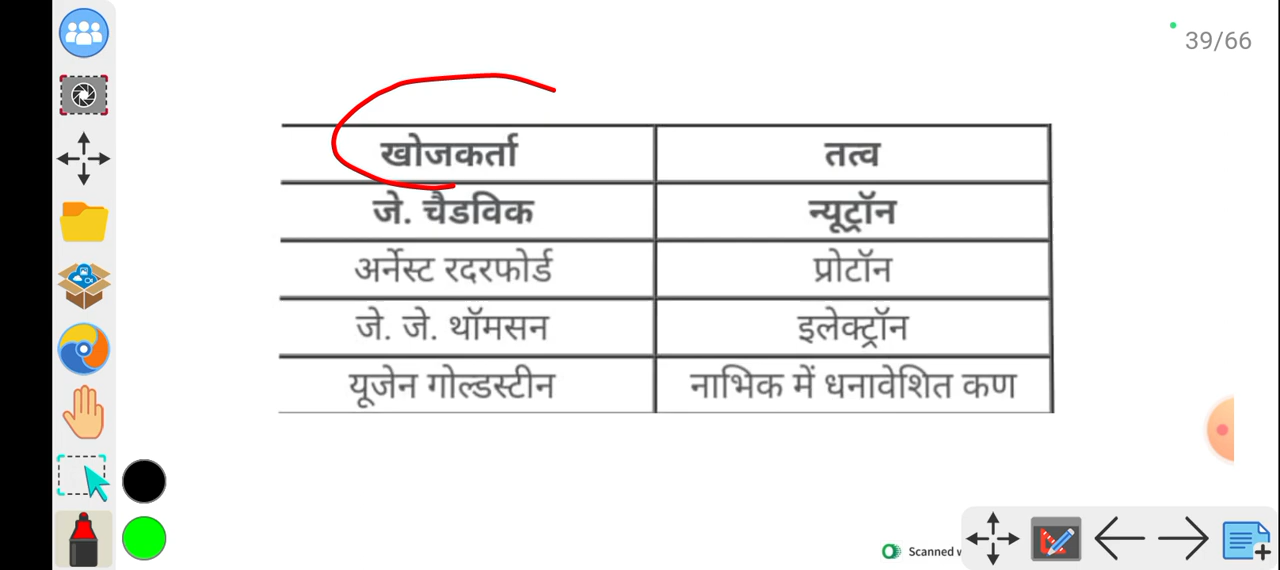 39/66
खोजकर्ता तत्व
जे. चैडविक न्यूट्रॉन
अर्नेस्ट रदरफोर्ड प्रोटॉन
जे. जे. थॉमसन इलेक्ट्रॉन
यूजेन गोल्डस्टीन नाभिक में धनावेशित कण
Scanned